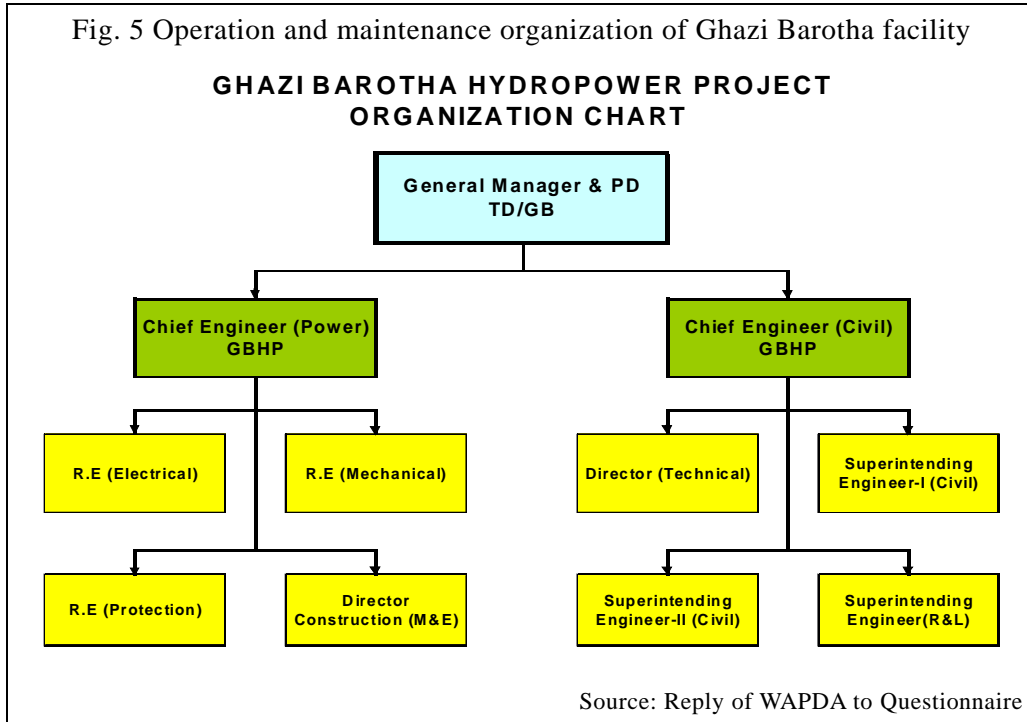 Fig. 5 Operation and maintenance organization of Ghazi Barotha facility
GHAZI BAROTHA HYDROPOWER PROJECT
ORGANIZATION CHART
General Manager & PD
TD/GB
Chief Engineer (Power)
GBHP
Chief Engineer (Civil)
GBHP
R.E (Electrical)
R.E (Mechanical)
Director (Technical)
Superintending
Engineer-I (Civil)
R.E (Protection)
Director
Construction (M&E)
Superintending
Engineer-II (Civil)
Superintending
Engineer(R&L)
Source: Reply of WAPDA to Questionnaire